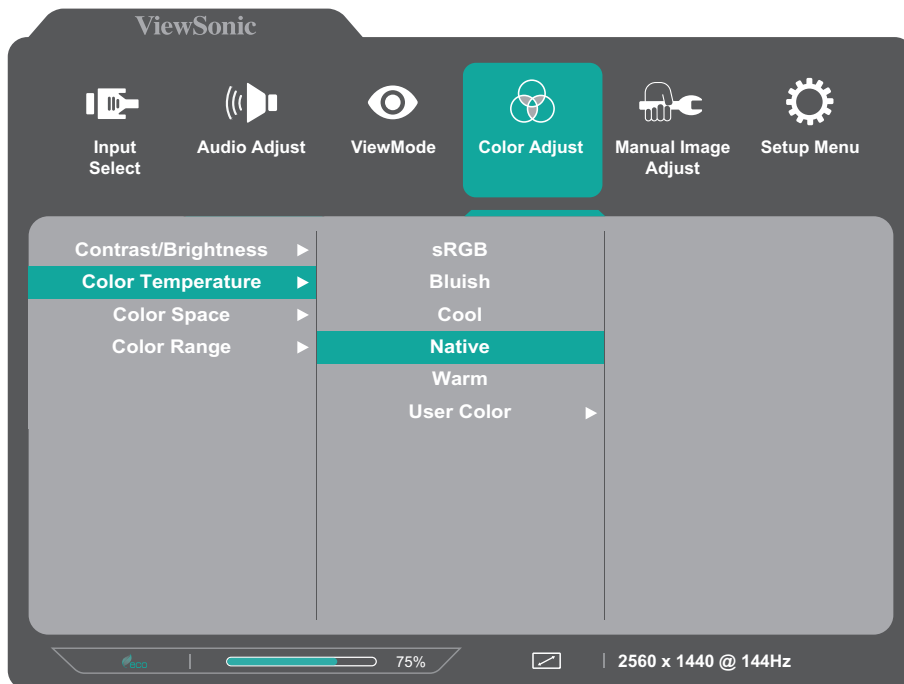 ViewSonic
Input
Select
Audio Adjust
ViewMode
Color Adjust
Manual Image
Adjust
Setup Menu
Contrast/Brightness
Color Temperature
Color Space
Color Range
sRGB
Bluish
Cool
Native
Warm
User Color
eco
75%
2560 x 1440 @ 144Hz